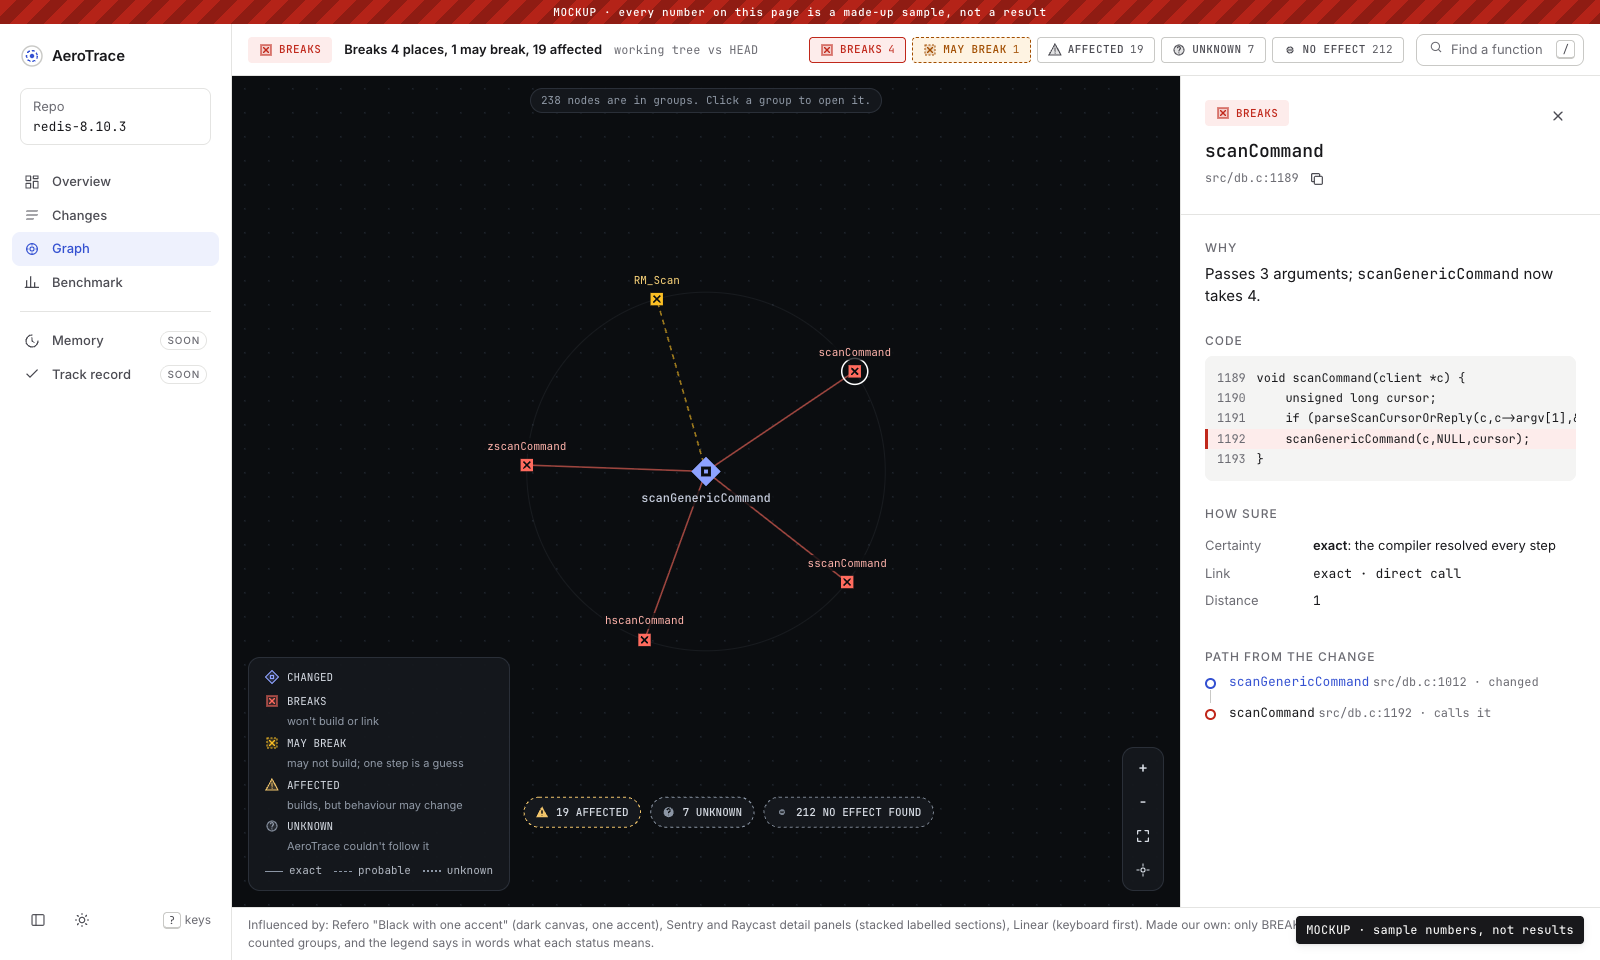 MOCKUP · every number on this page is a made-up sample, not a result
AeroTrace
Repo
redis-8.10.3
Overview
Changes
Graph
Benchmark
Memory SOON
Track record SOON
? keys
BREAKS Breaks 4 places, 1 may break, 19 affected working tree vs HEAD
BREAKS 4 MAY BREAK 1 AFFECTED 19 UNKNOWN 7 NO EFFECT 212 Find a function /
238 nodes are in groups. Click a group to open it.
RM_Scan
scanCommand
zscanCommand
scanGenericCommand
sscanCommand
hscanCommand
CHANGED
BREAKS
won't build or link
MAY BREAK
may not build; one step is a guess
AFFECTED
builds, but behaviour may change
UNKNOWN
AeroTrace couldn't follow it
exact probable unknown
19 AFFECTED 7 UNKNOWN 212 NO EFFECT FOUND
+
-
BREAKS
scanCommand
src/db.c:1189
WHY
Passes 3 arguments; scanGenericCommand now
takes 4.
CODE
1189 void scanCommand(client *c) {
1190 unsigned long cursor;
1191 if (parseScanCursorOrReply(c,c->argv[1],&
1192 scanGenericCommand(c,NULL,cursor);
1193 }
HOW SURE
Certainty exact: the compiler resolved every step
Link exact · direct call
Distance 1
PATH FROM THE CHANGE
scanGenericCommand src/db.c:1012 · changed
scanCommand src/db.c:1192 · calls it
Influenced by: Refero "Black with one accent" (dark canvas, one accent), Sentry and Raycast detail panels (stacked labelled sections), Linear (keyboard first). Made our own: only
counted groups, and the legend says in words what each status means.
MOCKUP · sample numbers, not results